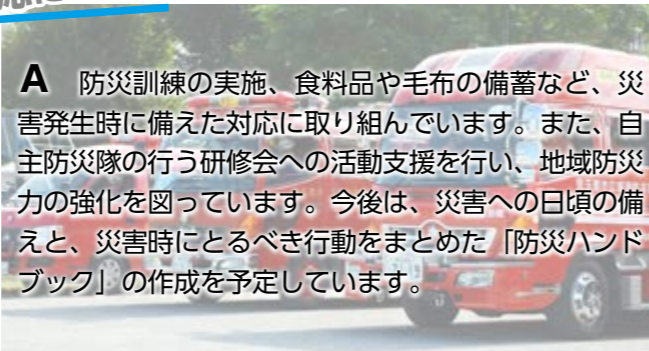 A　防災訓練の実施、食料品や毛布の備蓄など、災
害発生時に備えた対応に取り組んでいます。また、自
主防災隊の行う研修会への活動支援を行い、地域防災
力の強化を図っています。今後は、災害への日頃の備
えと、災害時にとるべき行動をまとめた「防災ハンド
ブック」の作成を予定しています。